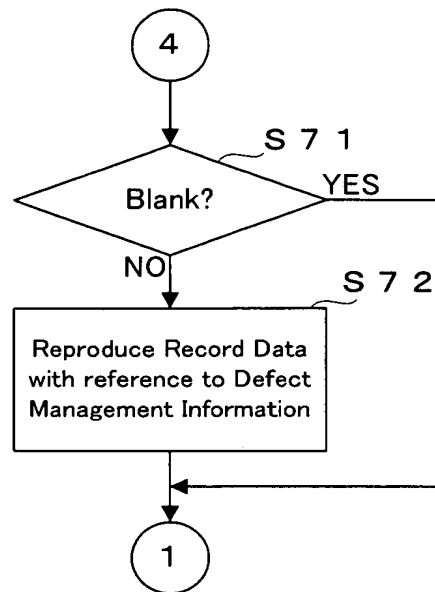 4
S 7 1
Blank?
YES
NO
S 7 2
Reproduce Record Data
with reference to Defect
Management Information
1